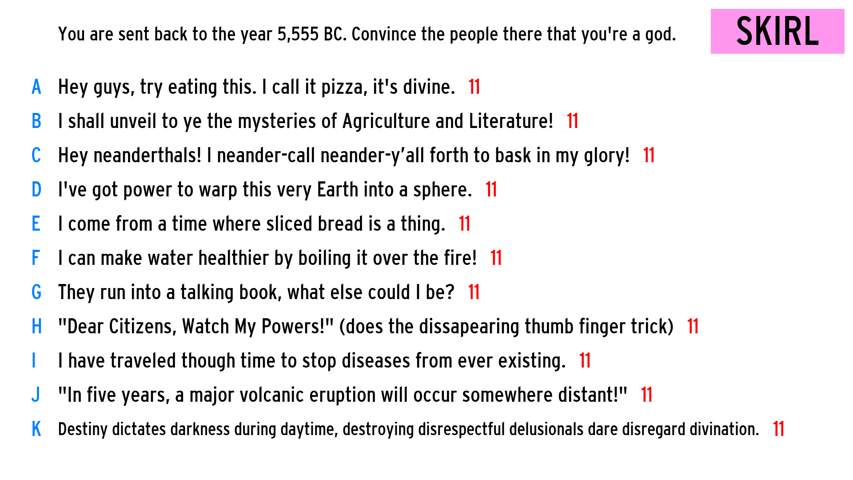 You are sent back to the year 5,555 BC. Convince the people there that you're a god.
SKIRL
A Hey guys, try eating this. I call it pizza, it's divine. 11
B I shall unveil to ye the mysteries of Agriculture and Literature! 11
C Hey neanderthals! I neander-call neander-y’all forth to bask in my glory! 11
D I've got power to warp this very Earth into a sphere. 11
E I come from a time where sliced bread is a thing. 11
F I can make water healthier by boiling it over the fire! 11
G They run into a talking book, what else could I be? 11
H "Dear Citizens, Watch My Powers!" (does the dissapearing thumb finger trick) 11
I I have traveled though time to stop diseases from ever existing. 11
J "In five years, a major volcanic eruption will occur somewhere distant!" 11
K Destiny dictates darkness during daytime, destroying disrespectful delusionals dare disregard divination. 11